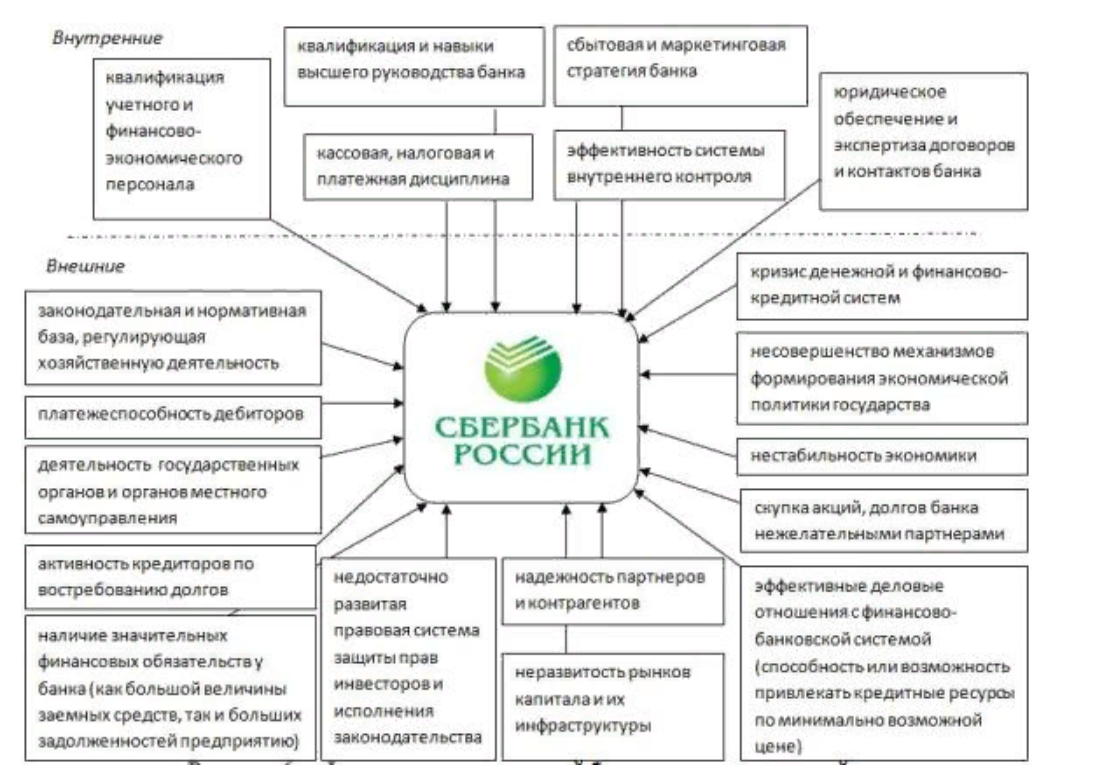 Внутренние
квалификация
учетного и
финансово-
экономического
персонала
квалификация и навыки
высшего руководства банка
сбытовая и маркетинговая
стратегия банка
кассовая, налоговая и
платежная дисциплина
эффективность системы
внутреннего контроля
юридическое
обеспечение и
экспертиза договоров
и контактов банка
Внешние
законодательная и нормативная
база, регулирующая
хозяйственную деятельность
платежеспособность дебиторов
деятельность государственных
органов и органов местного
самоуправления
активность кредиторов по
востребованию долгов
наличие значительных
финансовых обязательств у
банка (как большой величины
заемных средств, так и больших
задолженностей предприятию)
СБЕРБАНК
РОССИИ
недостаточно
развитая
правовая система
защиты прав
инвесторов и
исполнения
законодательства
надежность партнеров
и контрагентов
неразвитость рынков
капитала и их
инфраструктуры
кризис денежной и финансово-
кредитной систем
несовершенство механизмов
формирования экономической
политики государства
нестабильность экономики
скупка акций, долгов банка
нежелательными партнерами
эффективные деловые
отношения с финансово-
банковской системой
(способность или возможность
привлекать кредитные ресурсы
по минимально возможной
цене)